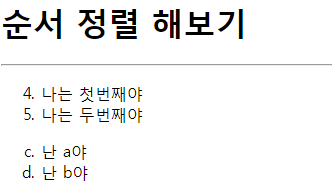 순서 정렬 해보기
4. 나는 첫번째야
5. 나는 두번째야
c. 난 a야
d. 난 b야